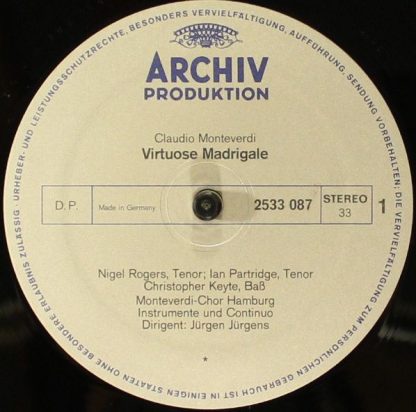 URHEBER- UND LEISTUNGSSCHUTZRECHTE, BESONDERS VERVIELFÄLTIGUNG, AUFFÜHRUNG, SENDUNG VORBEHALTEN; DIE VERVIELFÄLTIGUNG ZUM PERSÖNLICHEN GEBRAUCH IST IN EINIGEN STAATEN OHNE BESONDERE ERLAUBNIS ZULÄSSIG ·
ARCHIV
PRODUKTION
Claudio Monteverdi
Virtuose Madrigale
D.P. Made in Germany 2533 087 STEREO 33 1
Nigel Rogers, Tenor; Ian Partridge, Tenor
Christopher Keyte, Baß
Monteverdi-Chor Hamburg
Instrumente und Continuo
Dirigent: Jürgen Jürgens
*